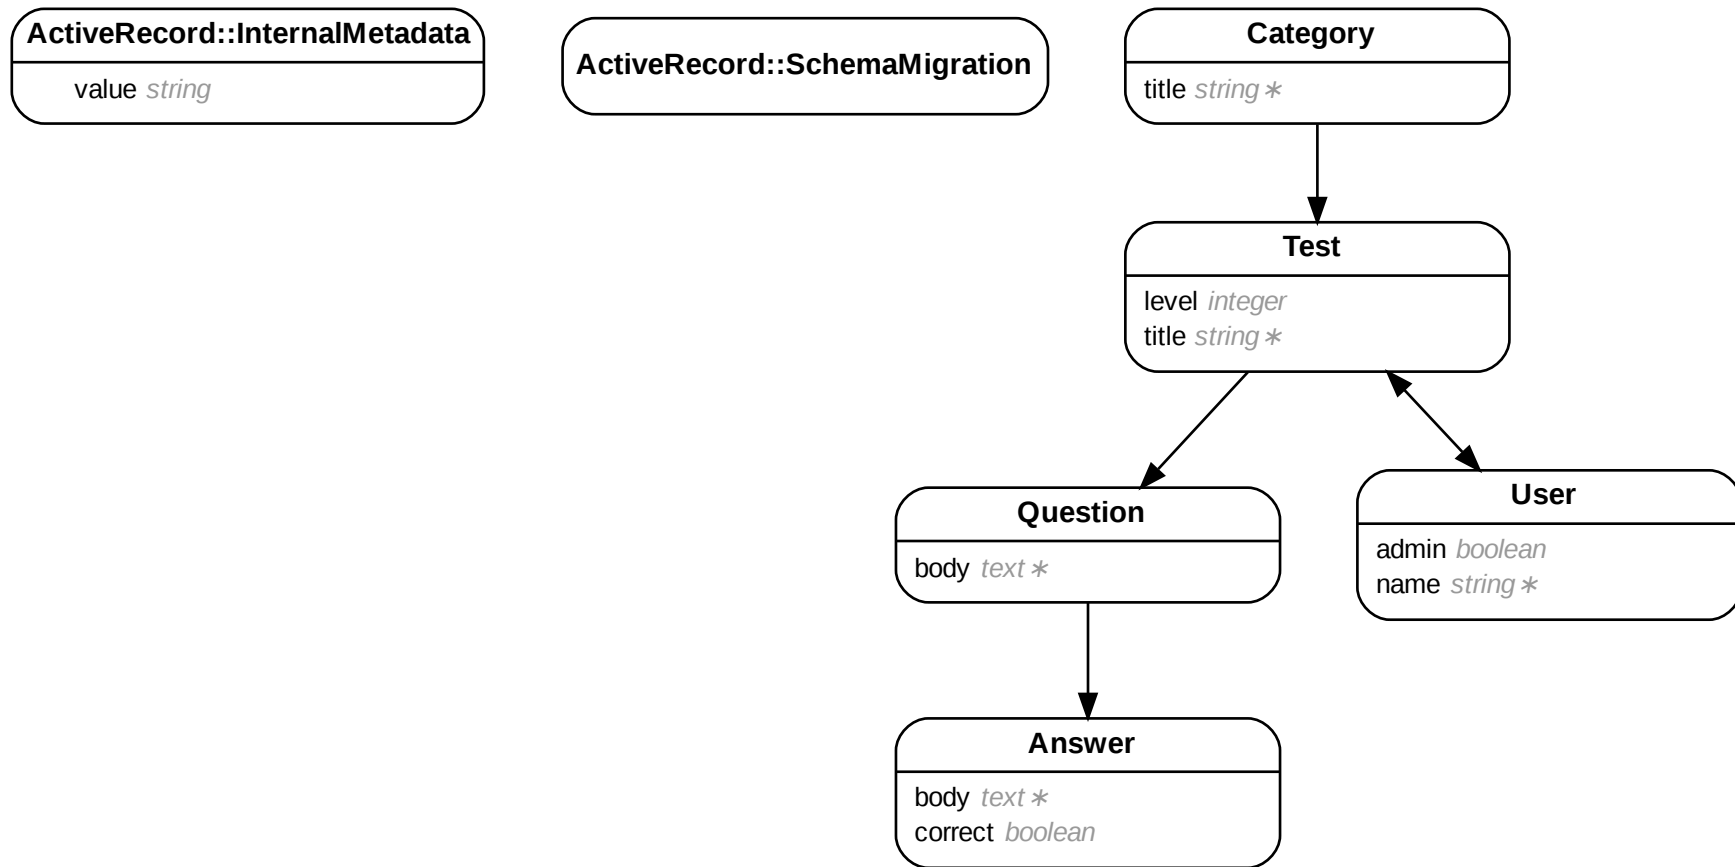 ActiveRecord::InternalMetadata
value string
ActiveRecord::SchemaMigration
Category
title string ∗
Test
level integer
title string ∗
Question
body text ∗
User
admin boolean
name string ∗
Answer
body text ∗
correct boolean